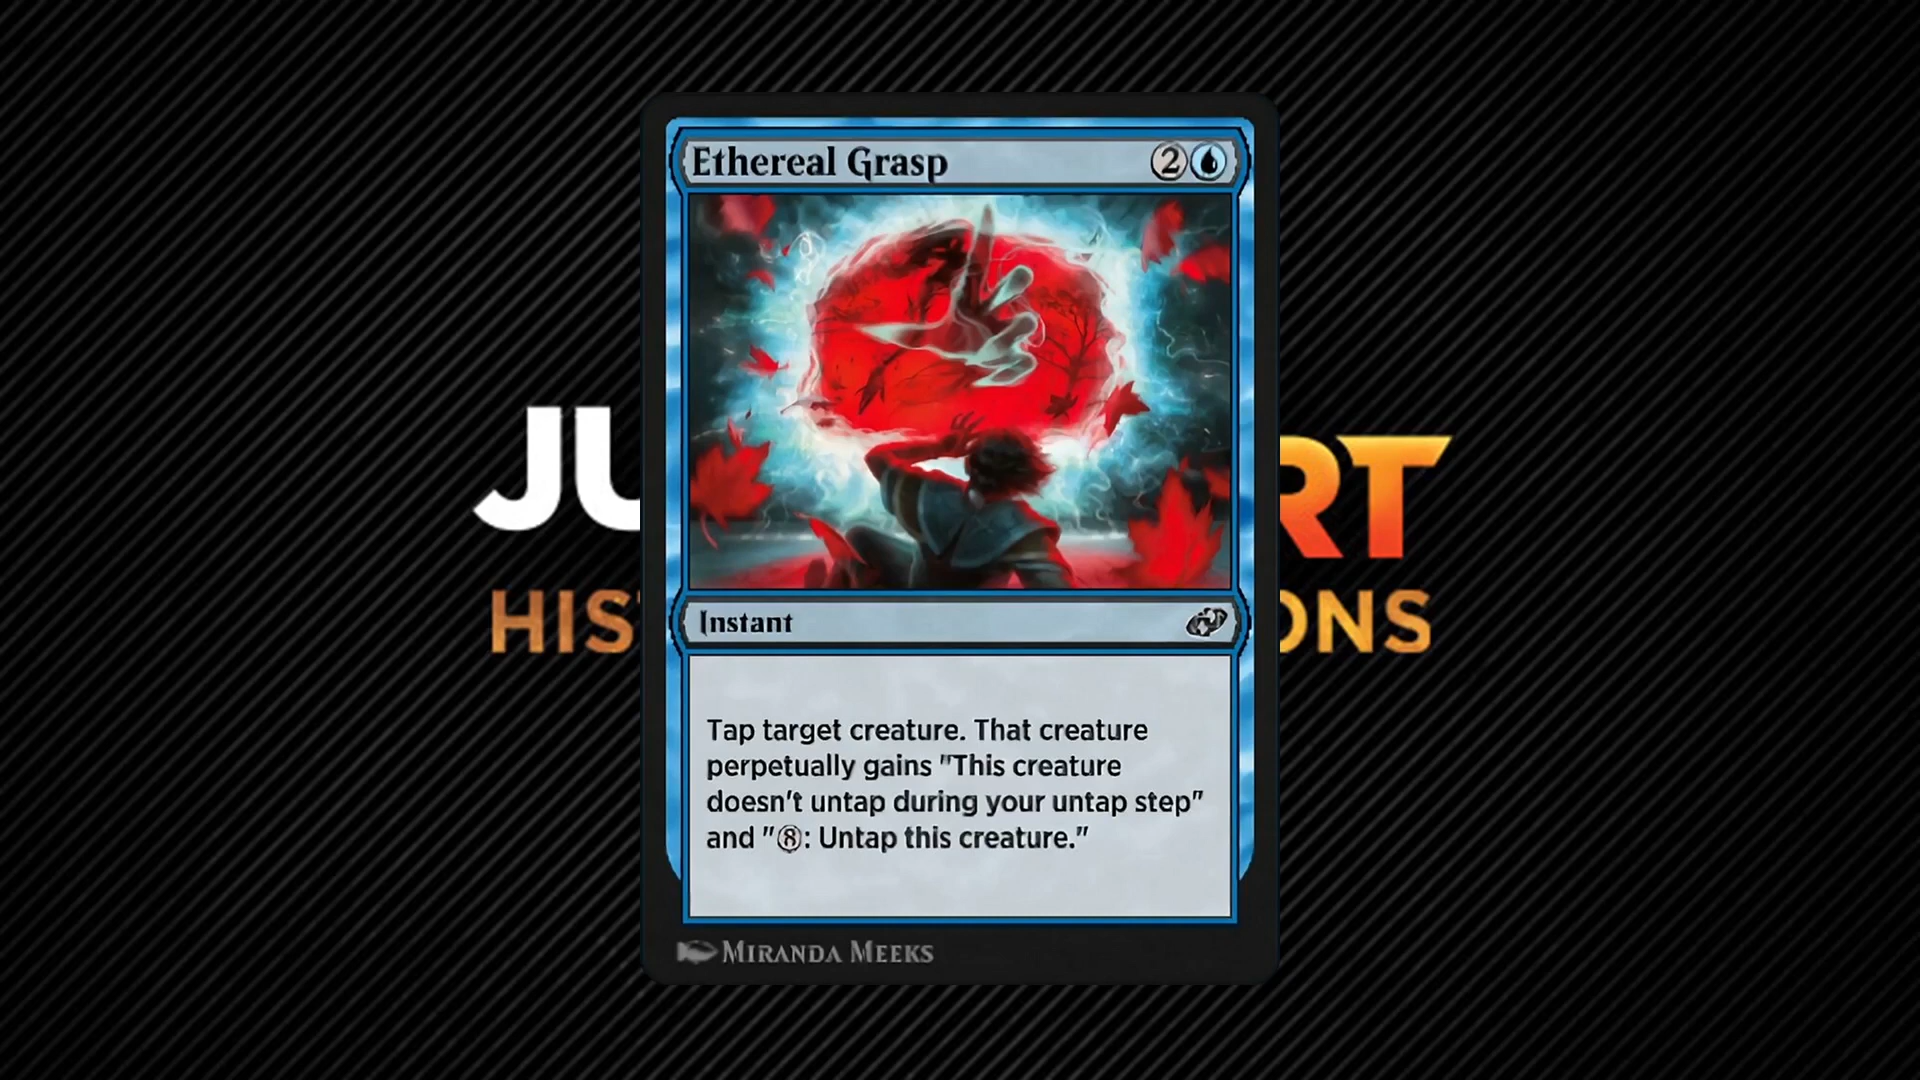 Ethereal Grasp 2
JU RT
HIS ONS
Instant
Tap target creature. That creature
perpetually gains "This creature
doesn't untap during your untap step"
and "8: Untap this creature."
Miranda Meeks